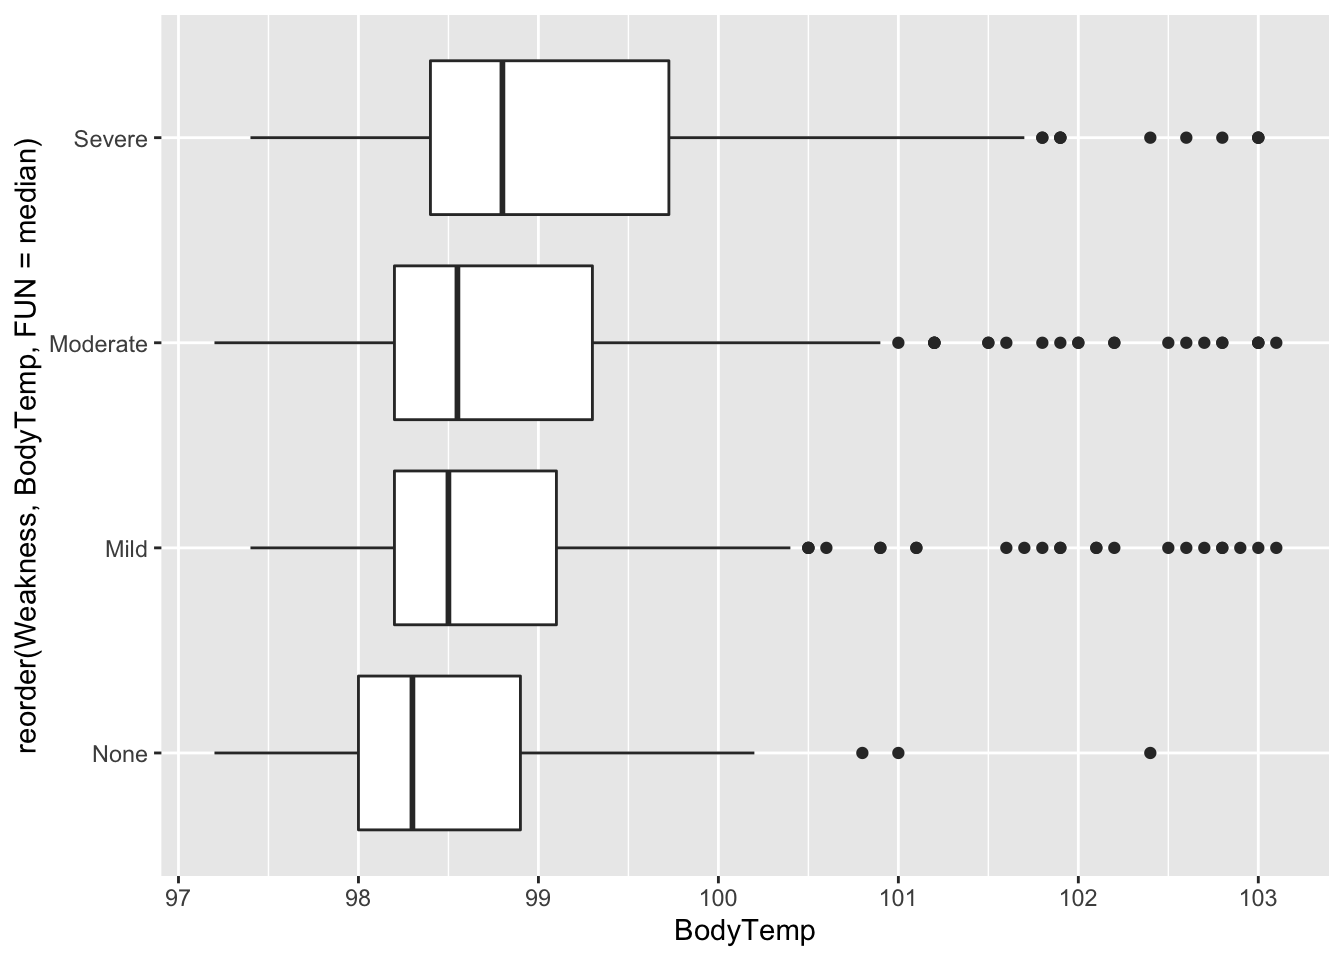 reorder(Weakness, BodyTemp, FUN = median)
Severe
Moderate
Mild
None
97 98 99 100 101 102 103
BodyTemp